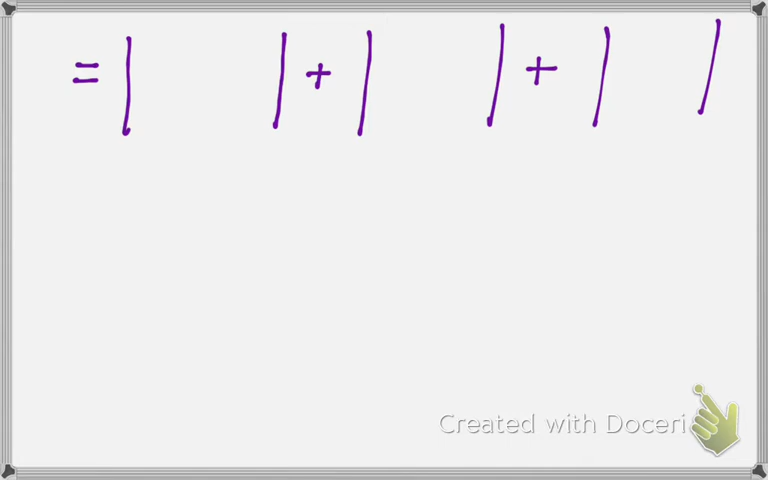 = | | + | | + | |
Created with Doceri